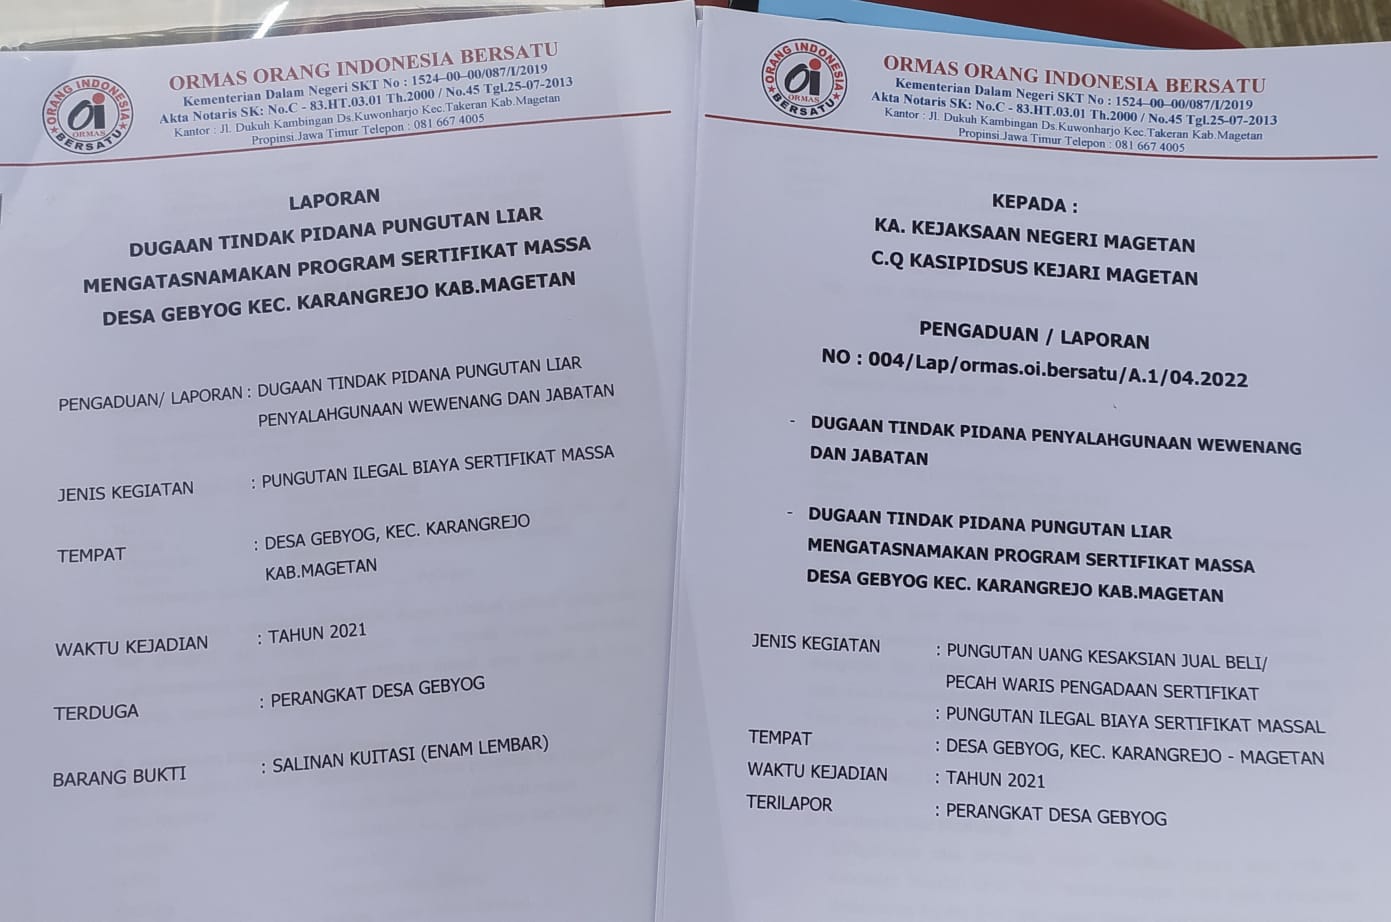 ORMAS ORANG INDONESIA BERSATU
Kementerian Dalam Negeri SKT No : 1524–00–00/087/I/2019
Akta Notaris SK: No.C - 83.HT.03.01 Th.2000 / No.45 Tgl.25-07-2013
Kantor : Jl. Dukuh Kambingan Ds.Kuwonharjo Kec.Takeran Kab.Magetan
Propinsi.Jawa Timur Telepon : 081 667 4005
ORANG INDONESIA
oi
ORMAS
BERSATU
LAPORAN
DUGAAN TINDAK PIDANA PUNGUTAN LIAR
MENGATASNAMAKAN PROGRAM SERTIFIKAT MASSA
DESA GEBYOG KEC. KARANGREJO KAB.MAGETAN
PENGADUAN/ LAPORAN : DUGAAN TINDAK PIDANA PUNGUTAN LIAR
PENYALAHGUNAAN WEWENANG DAN JABATAN
JENIS KEGIATAN : PUNGUTAN ILEGAL BIAYA SERTIFIKAT MASSA
TEMPAT : DESA GEBYOG, KEC. KARANGREJO
KAB.MAGETAN
WAKTU KEJADIAN : TAHUN 2021
TERDUGA : PERANGKAT DESA GEBYOG
BARANG BUKTI : SALINAN KUITASI (ENAM LEMBAR)
ORMAS ORANG INDONESIA BERSATU
Kementerian Dalam Negeri SKT No : 1524–00–00/087/I/2019
Akta Notaris SK: No.C - 83.HT.03.01 Th.2000 / No.45 Tgl.25-07-2013
Kantor : Jl. Dukuh Kambingan Ds.Kuwonharjo Kec.Takeran Kab.Magetan
Propinsi.Jawa Timur Telepon : 081 667 4005
ORANG INDONESIA
oi
ORMAS
BERSATU
KEPADA :
KA. KEJAKSAAN NEGERI MAGETAN
C.Q KASIPIDSUS KEJARI MAGETAN
PENGADUAN / LAPORAN
NO : 004/Lap/ormas.oi.bersatu/A.1/04.2022
- DUGAAN TINDAK PIDANA PENYALAHGUNAAN WEWENANG
DAN JABATAN
- DUGAAN TINDAK PIDANA PUNGUTAN LIAR
MENGATASNAMAKAN PROGRAM SERTIFIKAT MASSA
DESA GEBYOG KEC. KARANGREJO KAB.MAGETAN
JENIS KEGIATAN : PUNGUTAN UANG KESAKSIAN JUAL BELI/
PECAH WARIS PENGADAAN SERTIFIKAT
: PUNGUTAN ILEGAL BIAYA SERTIFIKAT MASSAL
TEMPAT : DESA GEBYOG, KEC. KARANGREJO - MAGETAN
WAKTU KEJADIAN : TAHUN 2021
TERILAPOR : PERANGKAT DESA GEBYOG